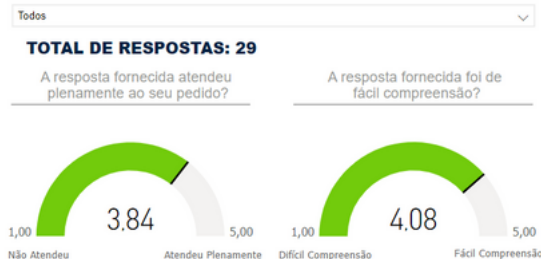 Todos
TOTAL DE RESPOSTAS: 29
A resposta fornecida atendeu
plenamente ao seu pedido?
1,00
3,84
5,00
Não Atendeu
Atendeu Plenamente
A resposta fornecida foi de
fácil compreensão?
1,00
4,08
5,00
Difícil Compreensão
Fácil Compreensão